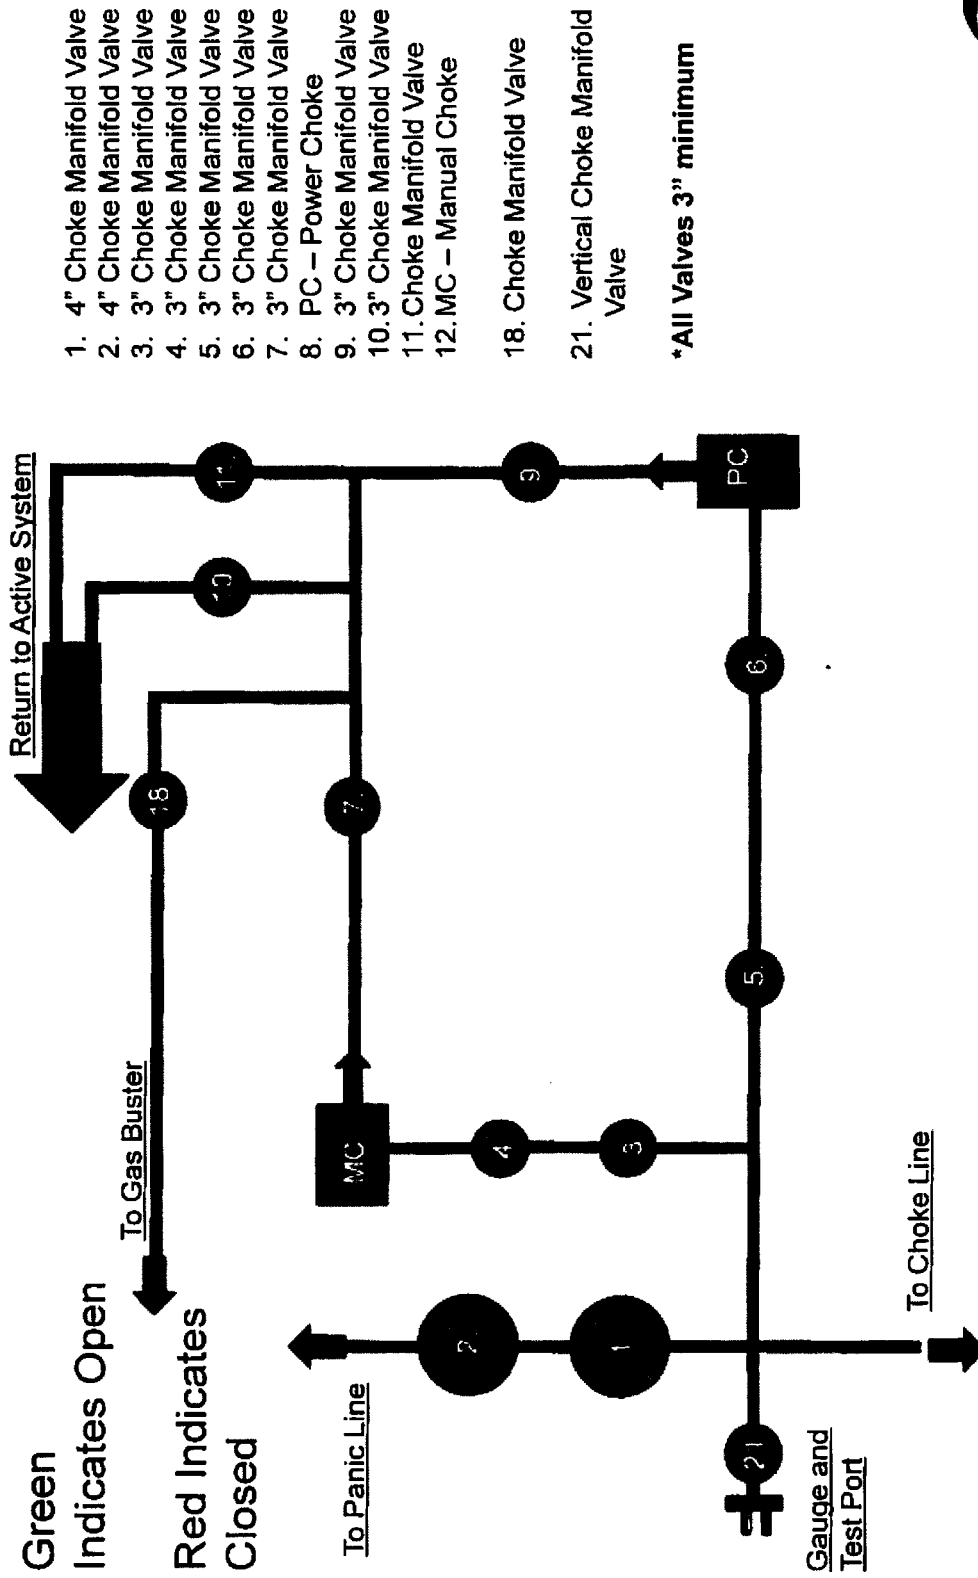 Green
Indicates Open
Red Indicates
Closed
To Gas Buster
Return to Active System
To Panic Line
Gauge and
Test Port
To Choke Line
MC
PC
1
2
3
4
5.
6.
7.
9
10
11.
18
21
1. 4" Choke Manifold Valve
2. 4" Choke Manifold Valve
3. 3" Choke Manifold Valve
4. 3" Choke Manifold Valve
5. 3" Choke Manifold Valve
6. 3" Choke Manifold Valve
7. 3" Choke Manifold Valve
8. PC – Power Choke
9. 3" Choke Manifold Valve
10. 3" Choke Manifold Valve
11. Choke Manifold Valve
12. MC – Manual Choke
18. Choke Manifold Valve
21. Vertical Choke Manifold
Valve
*All Valves 3” minimum